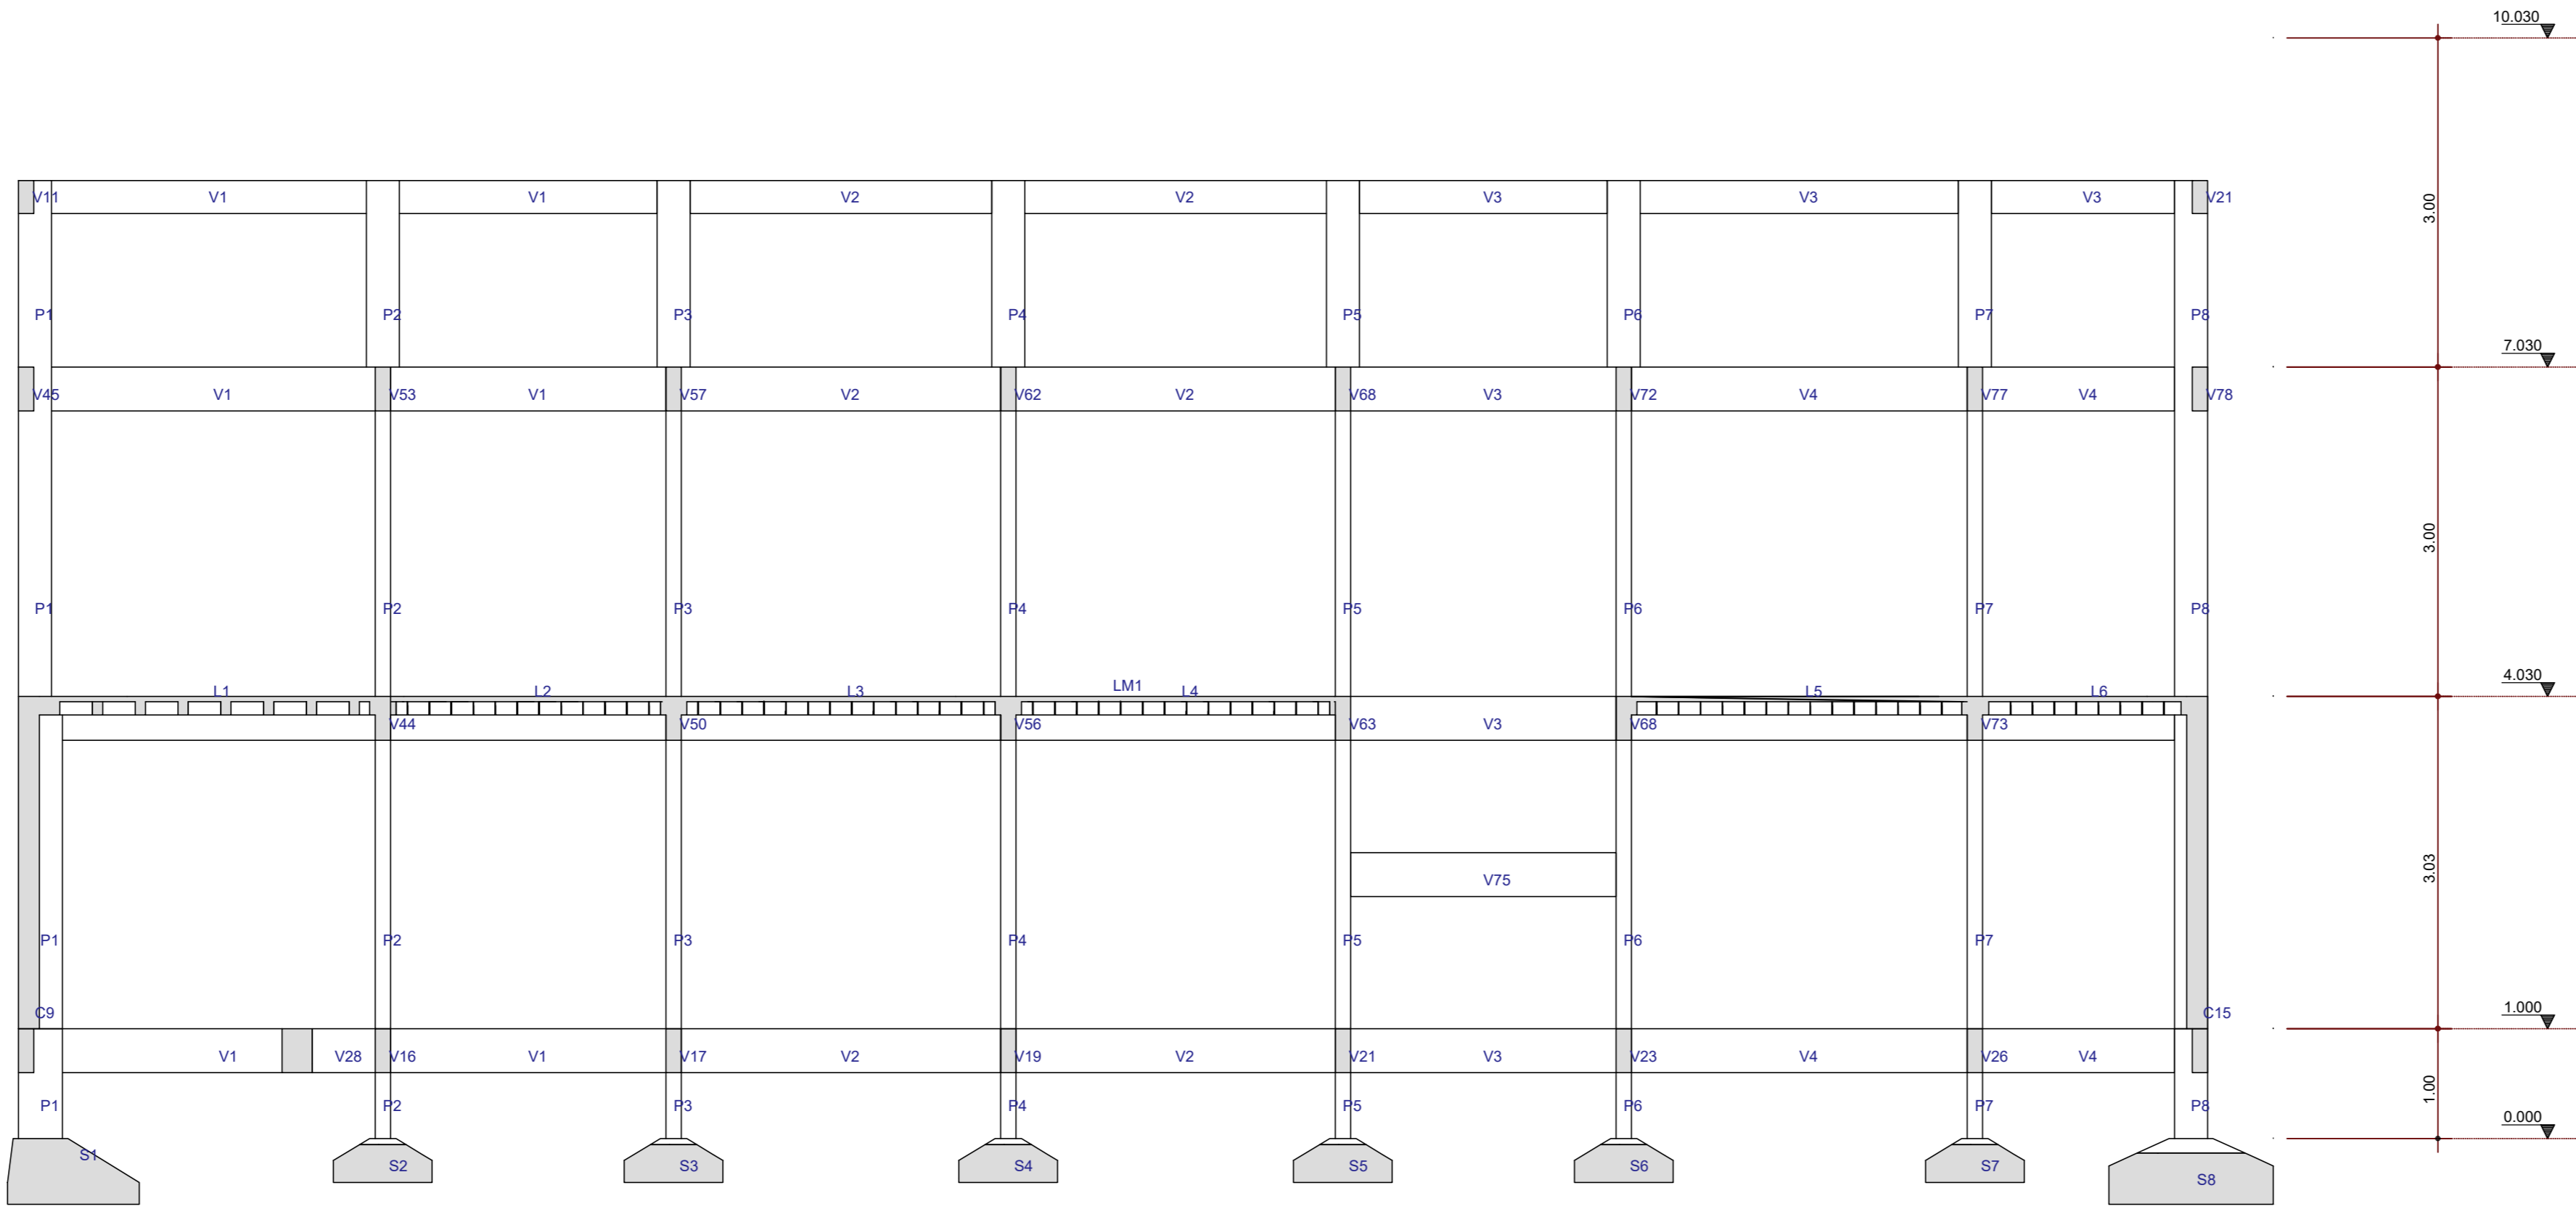 10.030
V11 V1 V1 V2 V2 V3 V3 V3 V21
3.00
P1 P2 P3 P4 P5 P6 P7 P8
7.030
V45 V1 V53 V1 V57 V2 V62 V2 V68 V3 V72 V4 V77 V4 V78
3.00
P1 P2 P3 P4 P5 P6 P7 P8
4.030
L1 L2 L3 LM1 L4 L5 L6
V44 V50 V56 V63 V3 V68 V73
3.03
V75
P1 P2 P3 P4 P5 P6 P7
1.000
C9 C15
V1 V28 V16 V1 V17 V2 V19 V2 V21 V3 V23 V4 V26 V4
1.00
P1 P2 P3 P4 P5 P6 P7 P8
0.000
S1 S2 S3 S4 S5 S6 S7 S8